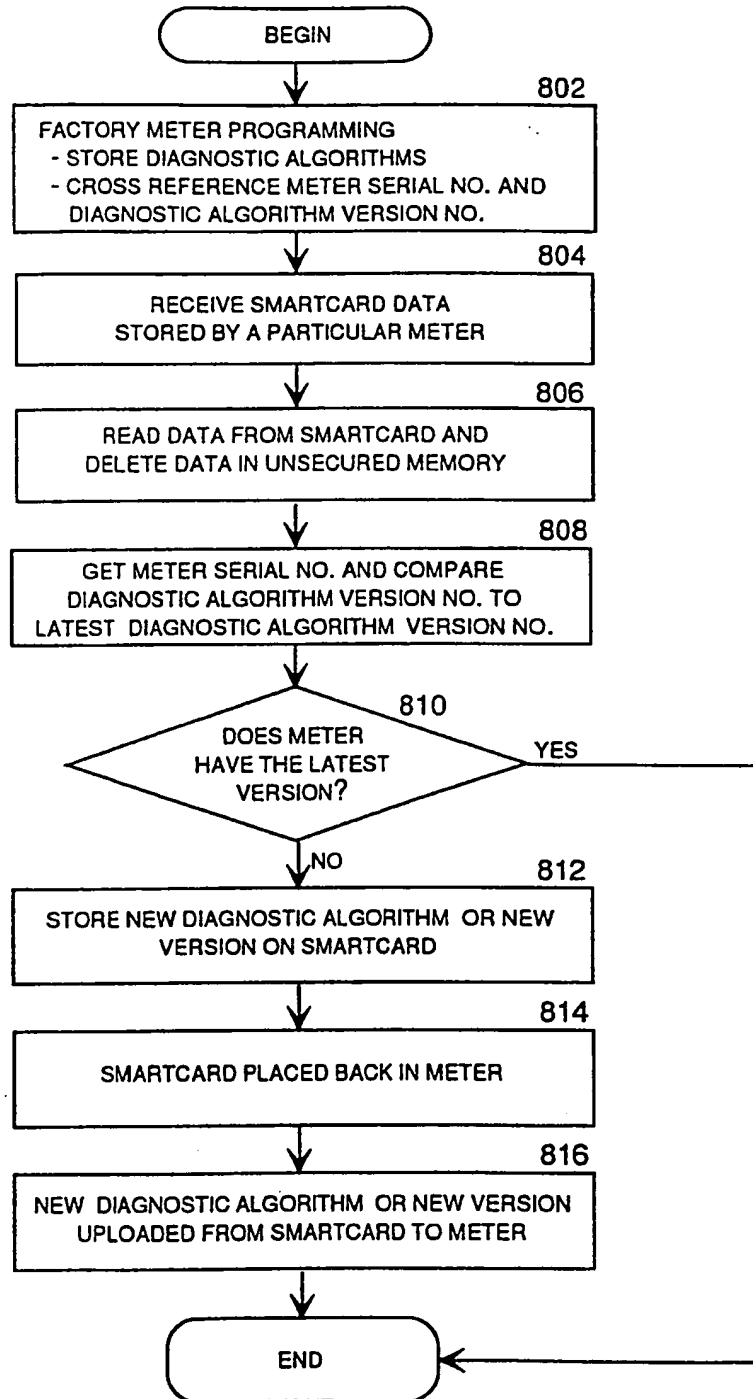 BEGIN
802
FACTORY METER PROGRAMMING
- STORE DIAGNOSTIC ALGORITHMS
- CROSS REFERENCE METER SERIAL NO. AND
DIAGNOSTIC ALGORITHM VERSION NO.
804
RECEIVE SMARTCARD DATA
STORED BY A PARTICULAR METER
806
READ DATA FROM SMARTCARD AND
DELETE DATA IN UNSECURED MEMORY
808
GET METER SERIAL NO. AND COMPARE
DIAGNOSTIC ALGORITHM VERSION NO. TO
LATEST DIAGNOSTIC ALGORITHM VERSION NO.
810
DOES METER
HAVE THE LATEST
VERSION?
YES
NO
812
STORE NEW DIAGNOSTIC ALGORITHM OR NEW
VERSION ON SMARTCARD
814
SMARTCARD PLACED BACK IN METER
816
NEW DIAGNOSTIC ALGORITHM OR NEW VERSION
UPLOADED FROM SMARTCARD TO METER
END